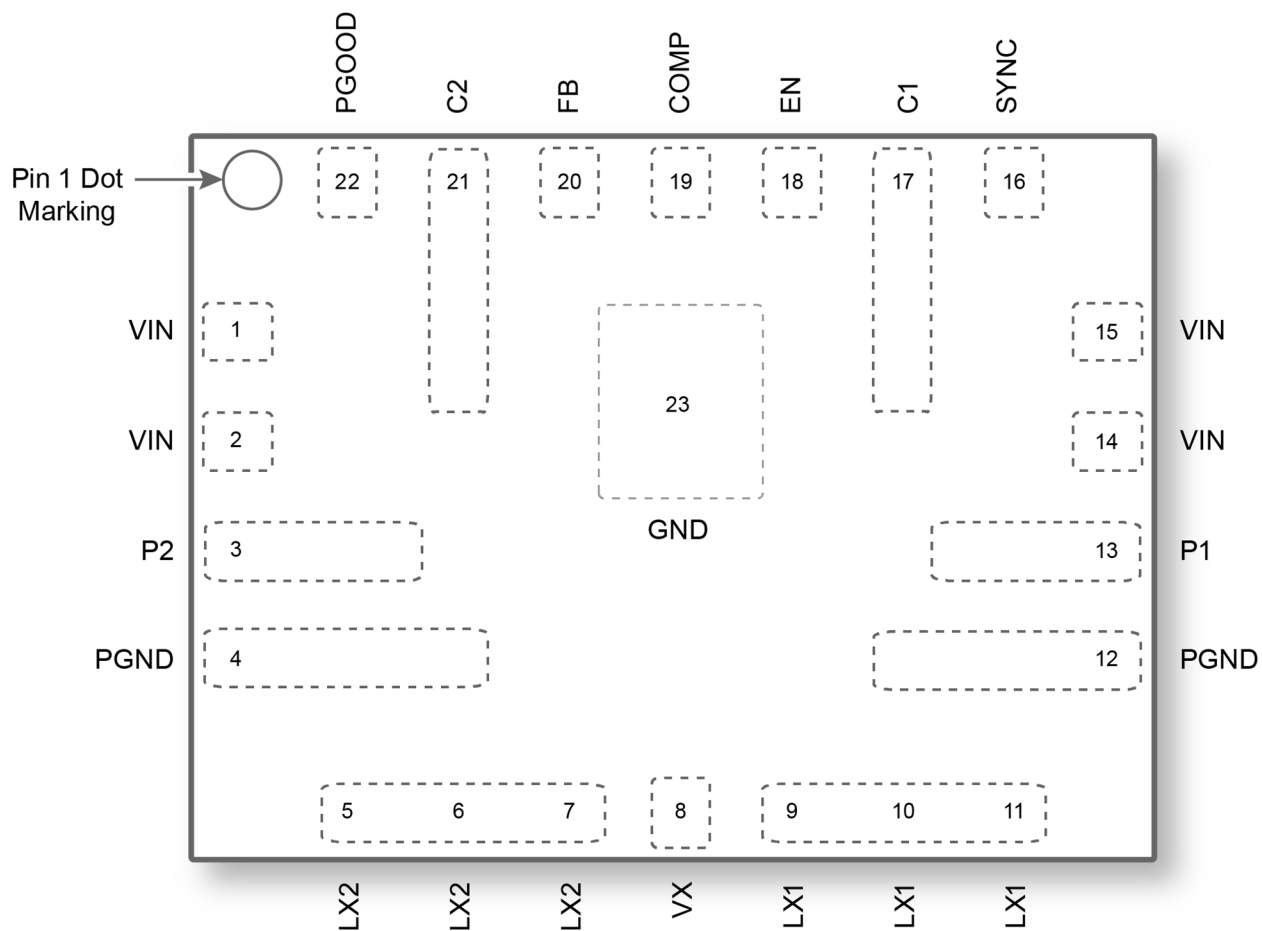 PGOOD
C2
FB
COMP
EN
C1
SYNC
Pin 1 Dot
Marking
22
21
20
19
18
17
16
VIN
1
15
VIN
VIN
2
14
VIN
23
GND
P2
3
13
P1
PGND
4
12
PGND
5
6
7
8
9
10
11
LX2
LX2
LX2
VX
LX1
LX1
LX1